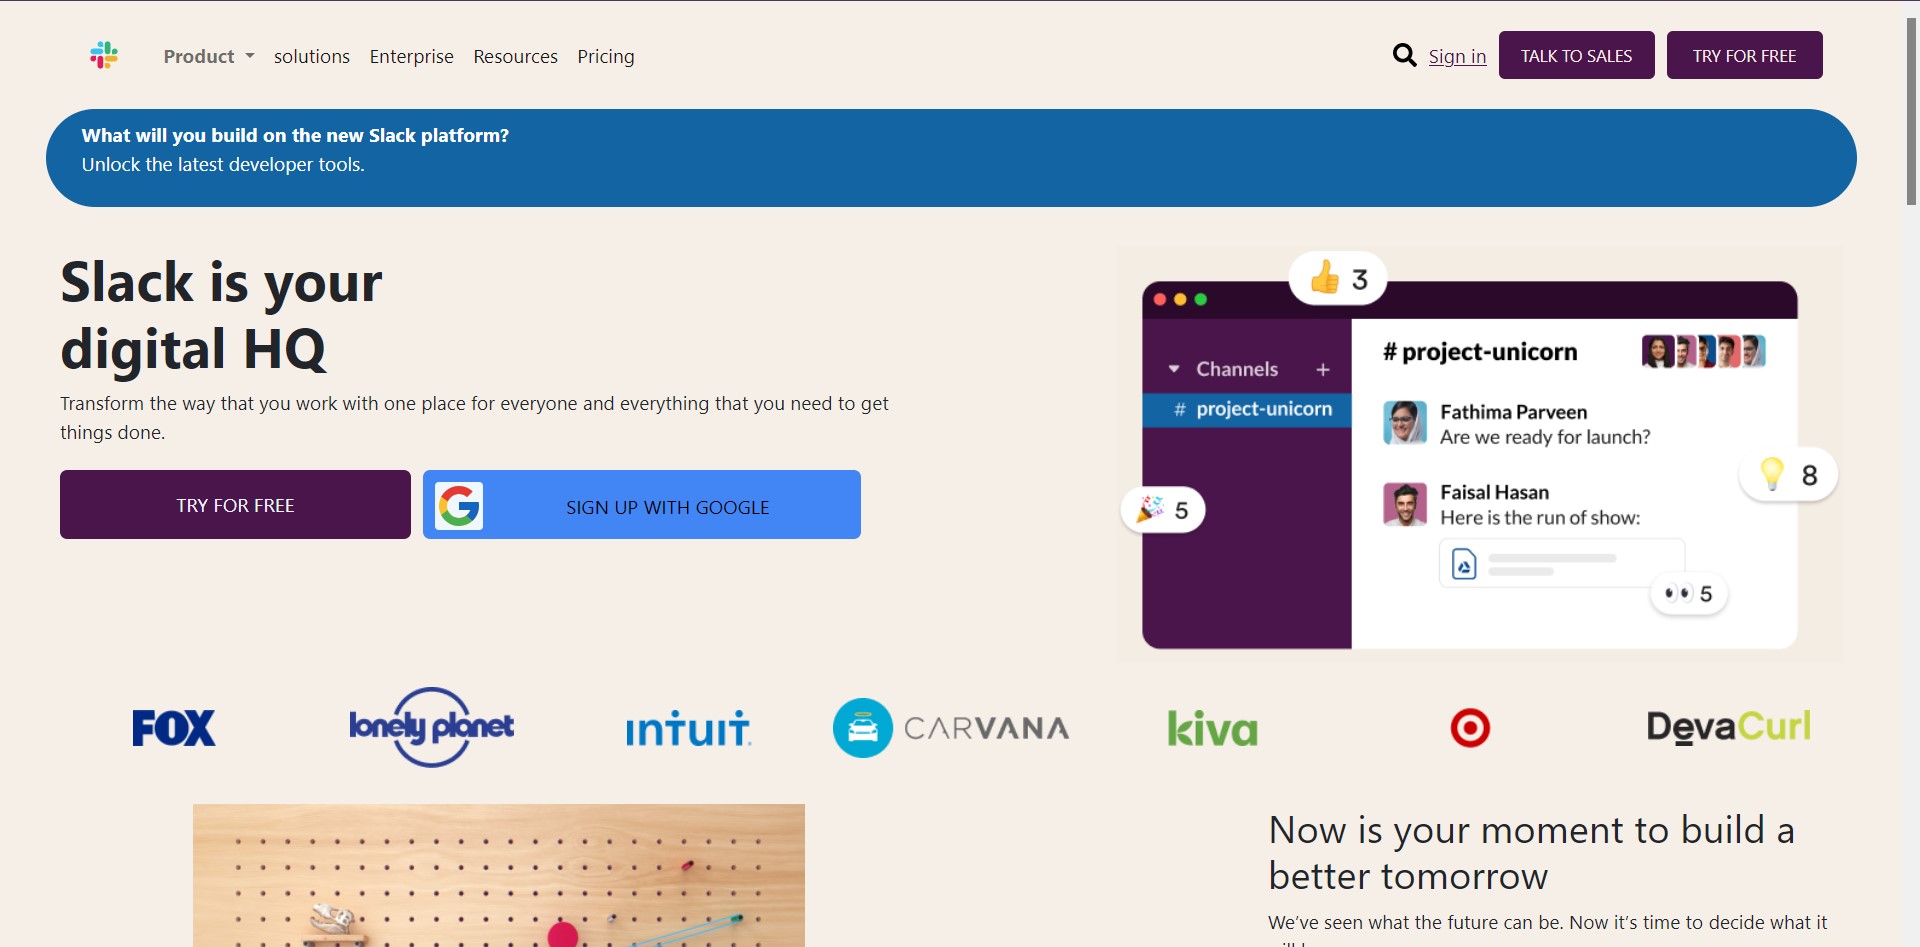 Product
solutions
Enterprise
Resources
Pricing
Sign in
TALK TO SALES
TRY FOR FREE
What will you build on the new Slack platform?
Unlock the latest developer tools.
Slack is your
digital HQ
Transform the way that you work with one place for everyone and everything that you need to get
things done.
TRY FOR FREE
SIGN UP WITH GOOGLE
3
Channels +
# project-unicorn
# project-unicorn
Fathima Parveen
Are we ready for launch?
Faisal Hasan
Here is the run of show:
5
8
5
FOX
lonely planet
intuit
CARVANA
kiva
DevaCurl
Now is your moment to build a
better tomorrow
We’ve seen what the future can be. Now it’s time to decide what it